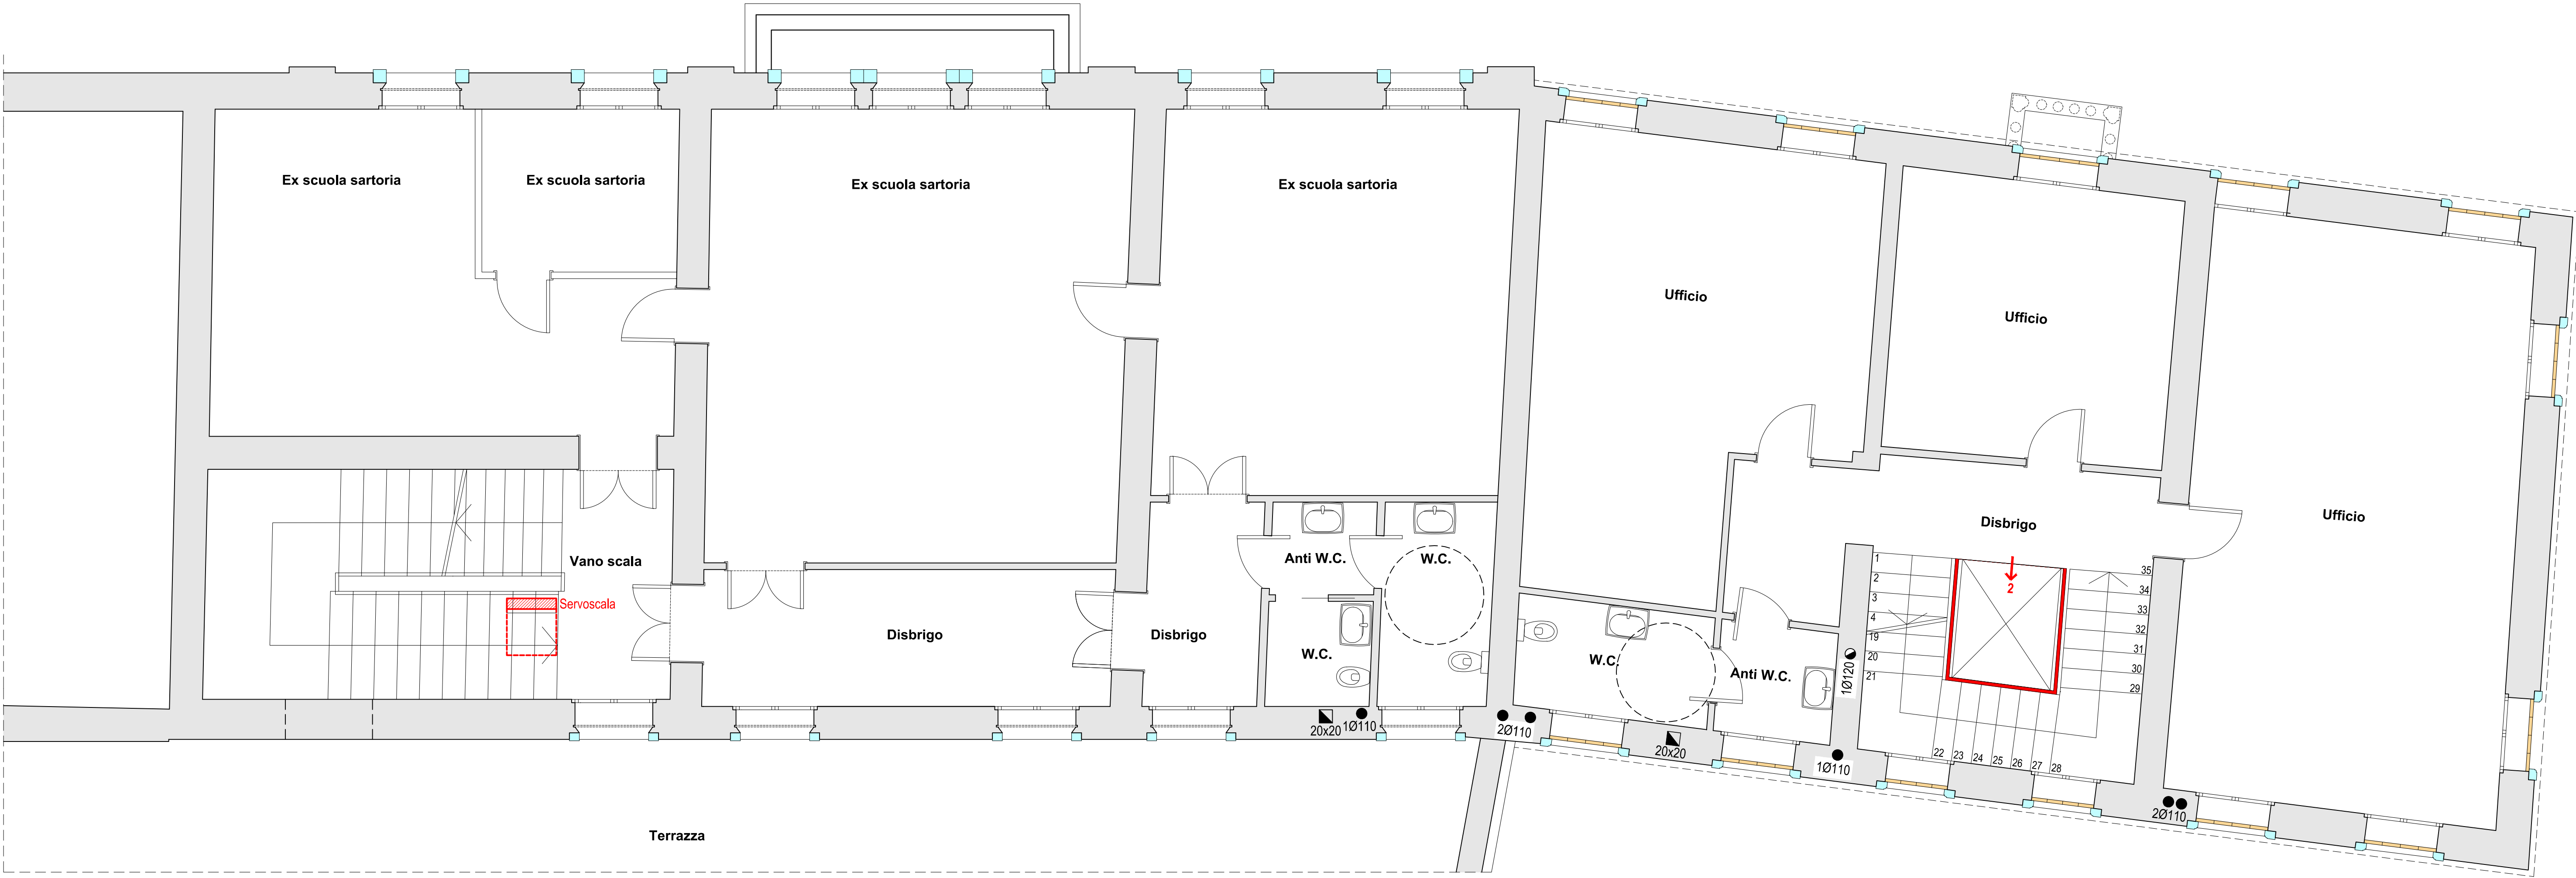 Ex scuola sartoria
Ex scuola sartoria
Ex scuola sartoria
Ex scuola sartoria
Ufficio
Ufficio
Ufficio
Vano scala
Servoscala
Disbrigo
Disbrigo
Anti W.C.
W.C.
W.C.
W.C.
Anti W.C.
Disbrigo
2
1
2
3
4
19
20
21
22
23
24
25
26
27
28
29
30
31
32
33
34
35
1Ø120
20x20
1Ø110
2Ø110
20x20
1Ø110
2Ø110
Terrazza